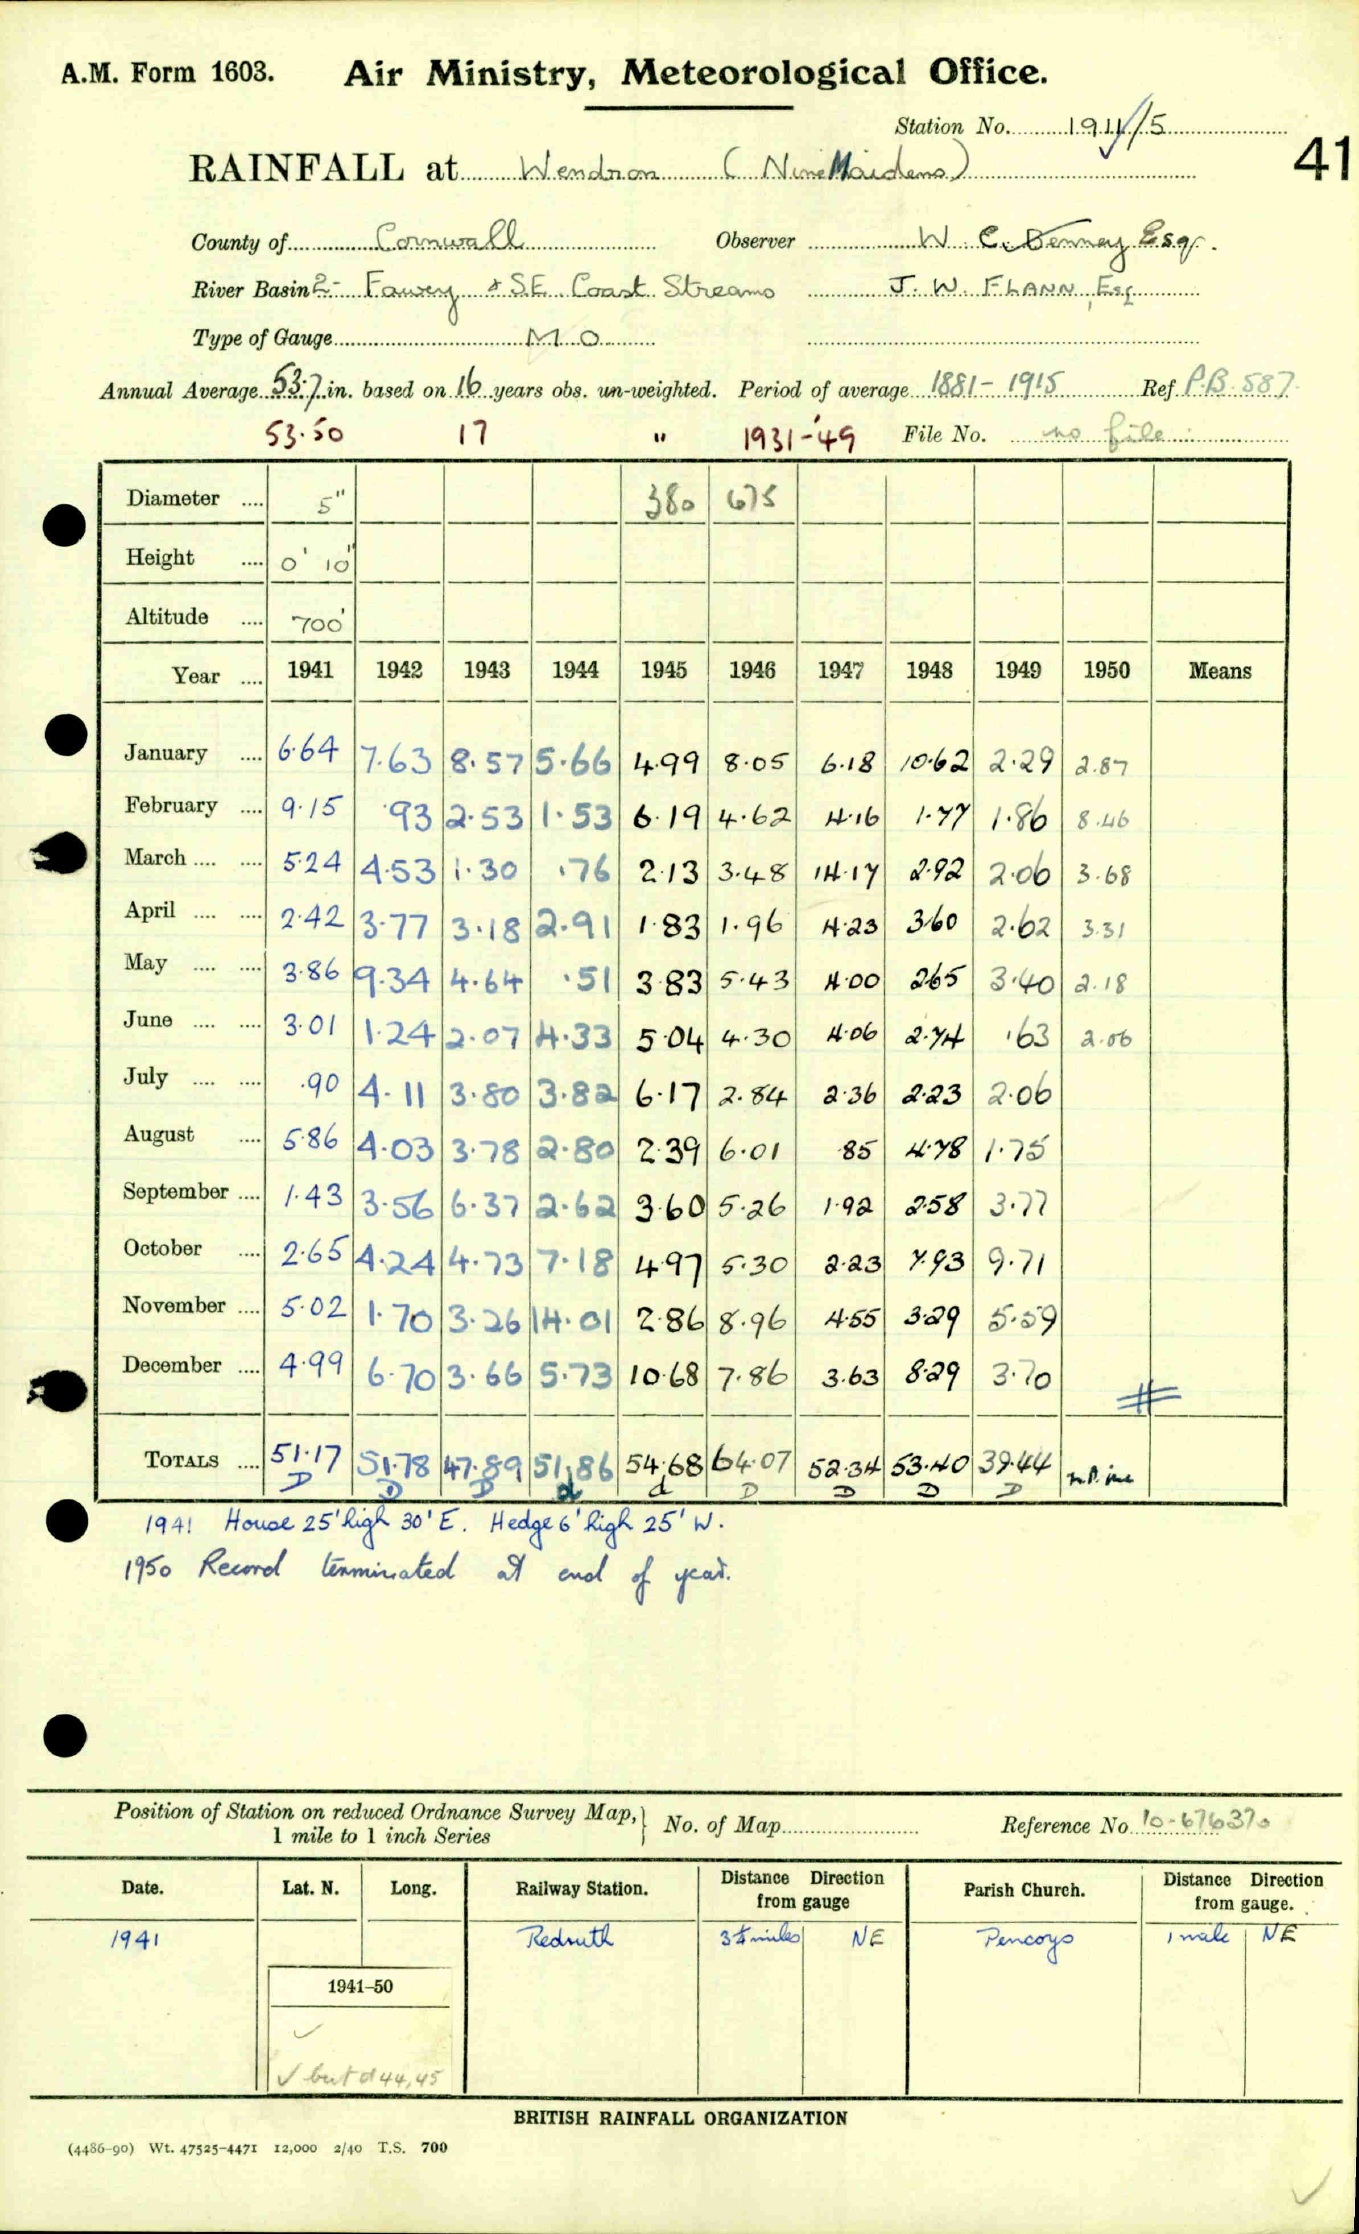 A.M. Form 1603. Air Ministry, Meteorological Office.
Station No. 1911/5
41
RAINFALL at Wendron (Nine Maidens)
County of Cornwall Observer W. C. Denney Esq.
River Basin 2- Fowey & S.E. Coast Streams J. W. FLANN, Esq
Type of Gauge M O
Annual Average 53.7 in. based on 16 years obs. un-weighted. Period of average 1881-1915 Ref P.B. 587.
53.50 17 " 1931-'49 File No. no file
Diameter .... 5" 380 675
Height .... 0' 10"
Altitude .... 700'
Year .... 1941 1942 1943 1944 1945 1946 1947 1948 1949 1950 Means
January .... 6.64 7.63 8.57 5.66 4.99 8.05 6.18 10.62 2.29 2.87
February .... 9.15 .93 2.53 1.53 6.19 4.62 4.16 1.77 1.86 8.46
March .... .... 5.24 4.53 1.30 .76 2.13 3.48 14.17 2.92 2.06 3.68
April .... .... 2.42 3.77 3.18 2.91 1.83 1.96 4.23 3.60 2.62 3.31
May .... .... 3.86 9.34 4.64 .51 3.83 5.43 4.00 2.65 3.40 2.18
June .... .... 3.01 1.24 2.07 4.33 5.04 4.30 4.06 2.74 .63 2.06
July .... .... .90 4.11 3.80 3.82 6.17 2.84 2.36 2.23 2.06
August .... 5.86 4.03 3.78 2.80 2.39 6.01 .85 4.78 1.75
September .... 1.43 3.56 6.37 2.62 3.60 5.26 1.92 2.58 3.77
October .... 2.65 4.24 4.73 7.18 4.97 5.30 2.23 7.93 9.71
November .... 5.02 1.70 3.26 14.01 2.86 8.96 4.55 3.29 5.59
December .... 4.99 6.70 3.66 5.73 10.68 7.86 3.63 8.29 3.70
TOTALS .... 51.17 51.78 47.89 51.86 54.68 64.07 52.34 53.40 39.44
D D D d d D D D D
1941 House 25' high 30' E. Hedge 6' high 25' W.
1950 Record terminated at end of year.
Position of Station on reduced Ordnance Survey Map, 1 mile to 1 inch Series } No. of Map Reference No 10-676370
Date. Lat. N. Long. Railway Station. Distance Direction from gauge Parish Church. Distance Direction from gauge.
1941 Redruth miles NE Pencoys 1 mile NE
1941-50
✓
✓ but d 44, 45
BRITISH RAINFALL ORGANIZATION
(4486-90) Wt. 47525-4471 12,000 2/40 T.S. 700